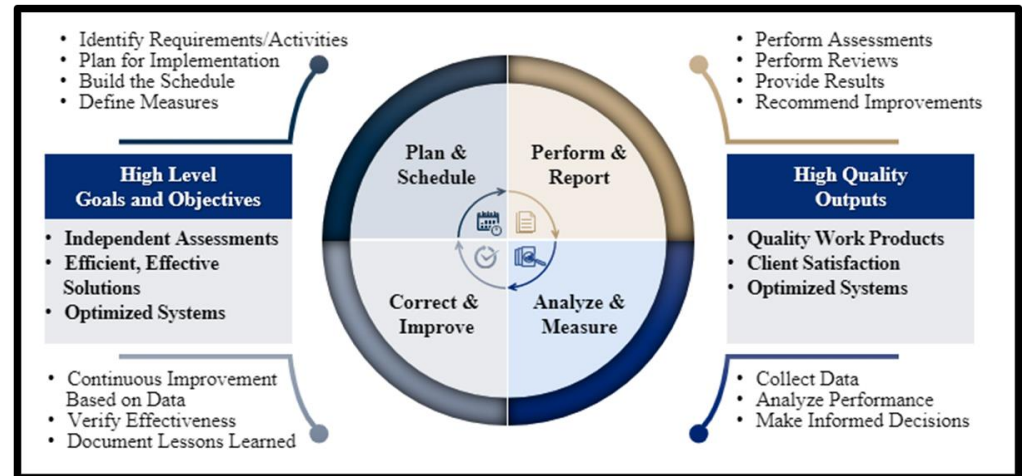 • Identify Requirements/Activities
• Plan for Implementation
• Build the Schedule
• Define Measures
High Level
Goals and Objectives
• Independent Assessments
• Efficient, Effective
Solutions
• Optimized Systems
• Continuous Improvement
Based on Data
• Verify Effectiveness
• Document Lessons Learned
Plan &
Schedule
Perform &
Report
Correct &
Improve
Analyze &
Measure
• Perform Assessments
• Perform Reviews
• Provide Results
• Recommend Improvements
High Quality
Outputs
• Quality Work Products
• Client Satisfaction
• Optimized Systems
• Collect Data
• Analyze Performance
• Make Informed Decisions